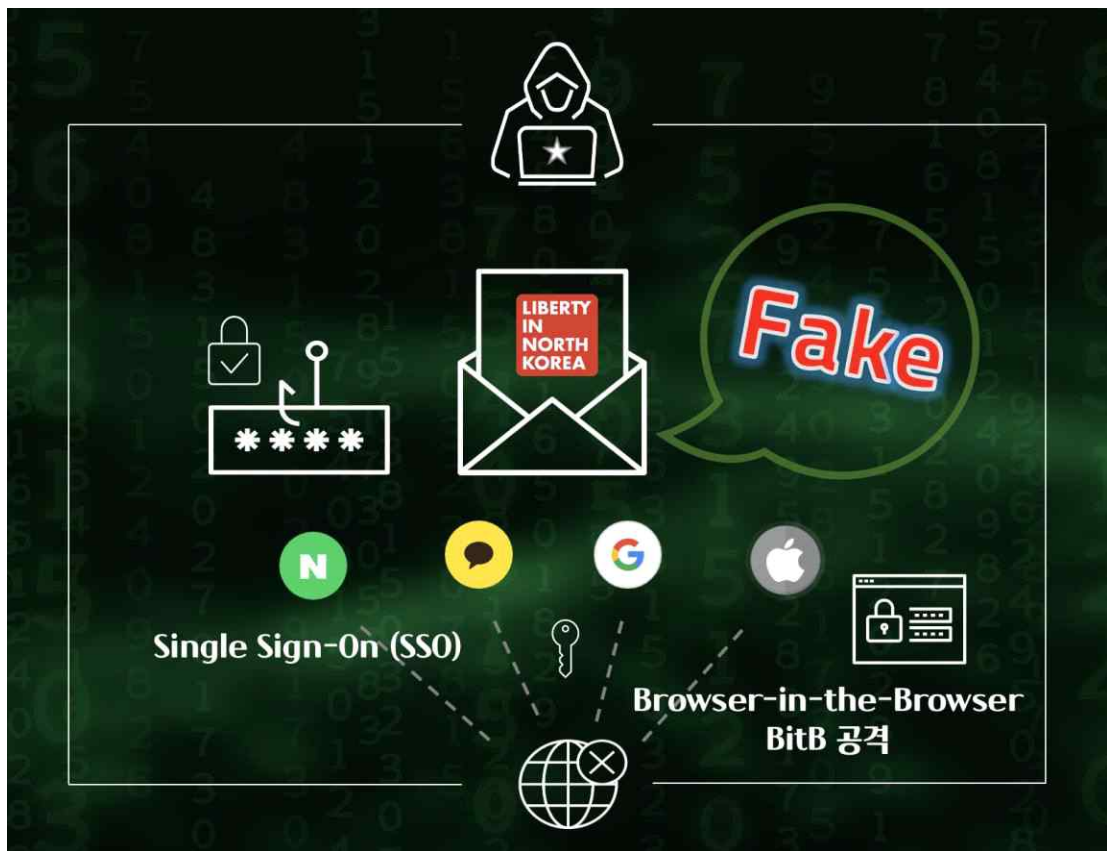 LIBERTY
IN
NORTH
KOREA
Fake
****
N
G
Single Sign-On (SSO)
Browser-in-the-Browser
BitB 공격